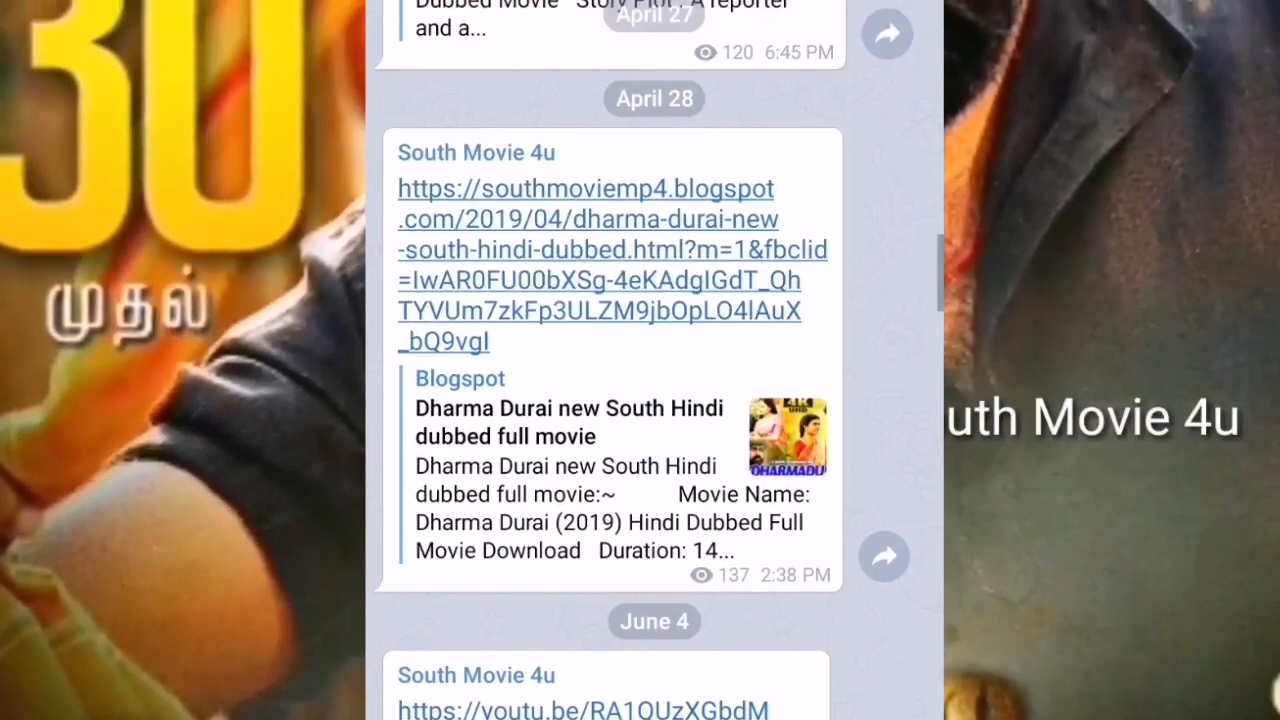 30
முதல்
Dubbed Movie Story Plot : A reporter
April 27
and a...
120 6:45 PM
April 28
South Movie 4u
https://southmoviemp4.blogspot
.com/2019/04/dharma-durai-new
-south-hindi-dubbed.html?m=1&fbclid
=IwAR0FU00bXSg-4eKAdgIGdT_Qh
TYVUm7zkFp3ULZM9jbOpLO4lAuX
_bQ9vgI
Blogspot
Dharma Durai new South Hindi
dubbed full movie
4K
UHD
DHARMADU
Dharma Durai new South Hindi
dubbed full movie:~ Movie Name:
Dharma Durai (2019) Hindi Dubbed Full
Movie Download Duration: 14...
137 2:38 PM
June 4
South Movie 4u
https://youtu.be/RA1QUzXGbdM
uth Movie 4u